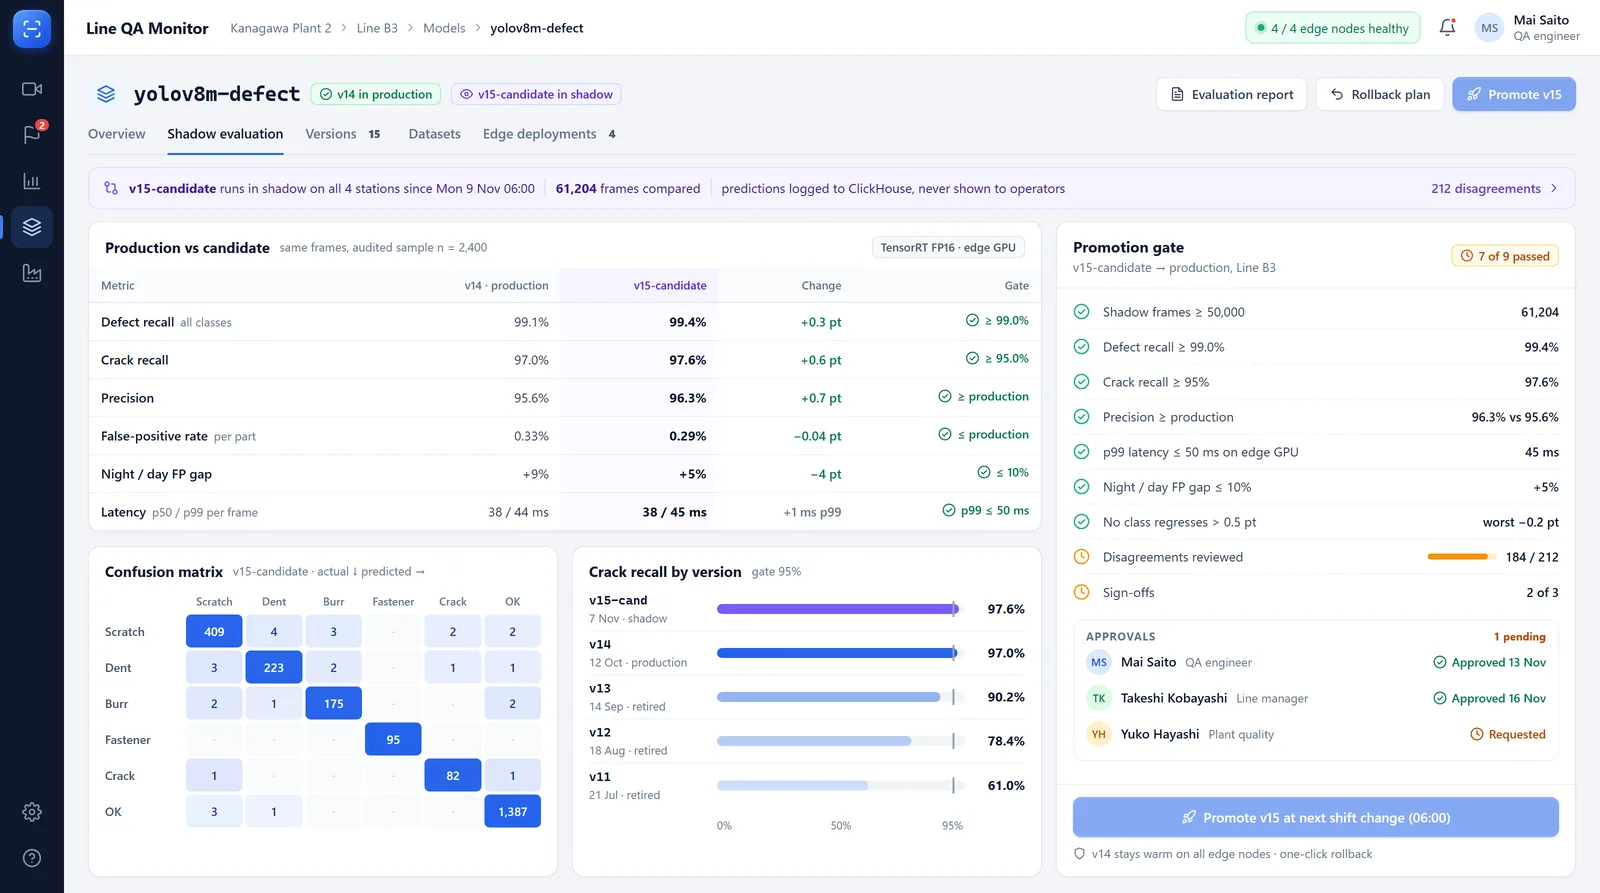 Line QA Monitor
Kanagawa Plant 2 > Line B3 > Models > yolov8m-defect
4 / 4 edge nodes healthy
MS
Mai Saito
QA engineer
2
yolov8m-defect
v14 in production
v15-candidate in shadow
Evaluation report
Rollback plan
Promote v15
Overview
Shadow evaluation
Versions 15
Datasets
Edge deployments 4
v15-candidate runs in shadow on all 4 stations since Mon 9 Nov 06:00
61,204 frames compared
predictions logged to ClickHouse, never shown to operators
212 disagreements
Production vs candidate same frames, audited sample n = 2,400
TensorRT FP16 · edge GPU
Metric v14 · production v15-candidate Change Gate
Defect recall all classes 99.1% 99.4% +0.3 pt ≥ 99.0%
Crack recall 97.0% 97.6% +0.6 pt ≥ 95.0%
Precision 95.6% 96.3% +0.7 pt ≥ production
False-positive rate per part 0.33% 0.29% −0.04 pt ≤ production
Night / day FP gap +9% +5% −4 pt ≤ 10%
Latency p50 / p99 per frame 38 / 44 ms 38 / 45 ms +1 ms p99 p99 ≤ 50 ms
Confusion matrix v15-candidate · actual ↓ predicted →
Scratch Dent Burr Fastener Crack OK
Scratch 409 4 3 · 2 2
Dent 3 223 2 · 1 1
Burr 2 1 175 · · 2
Fastener · · · 95 · ·
Crack 1 · · · 82 1
OK 3 1 · · · 1,387
Crack recall by version gate 95%
v15-cand
7 Nov · shadow
97.6%
v14
12 Oct · production
97.0%
v13
14 Sep · retired
90.2%
v12
18 Aug · retired
78.4%
v11
21 Jul · retired
61.0%
0% 50% 95%
Promotion gate
v15-candidate → production, Line B3
7 of 9 passed
Shadow frames ≥ 50,000 61,204
Defect recall ≥ 99.0% 99.4%
Crack recall ≥ 95% 97.6%
Precision ≥ production 96.3% vs 95.6%
p99 latency ≤ 50 ms on edge GPU 45 ms
Night / day FP gap ≤ 10% +5%
No class regresses > 0.5 pt worst −0.2 pt
Disagreements reviewed 184 / 212
Sign-offs 2 of 3
APPROVALS 1 pending
MS Mai Saito QA engineer Approved 13 Nov
TK Takeshi Kobayashi Line manager Approved 16 Nov
YH Yuko Hayashi Plant quality Requested
Promote v15 at next shift change (06:00)
v14 stays warm on all edge nodes · one-click rollback